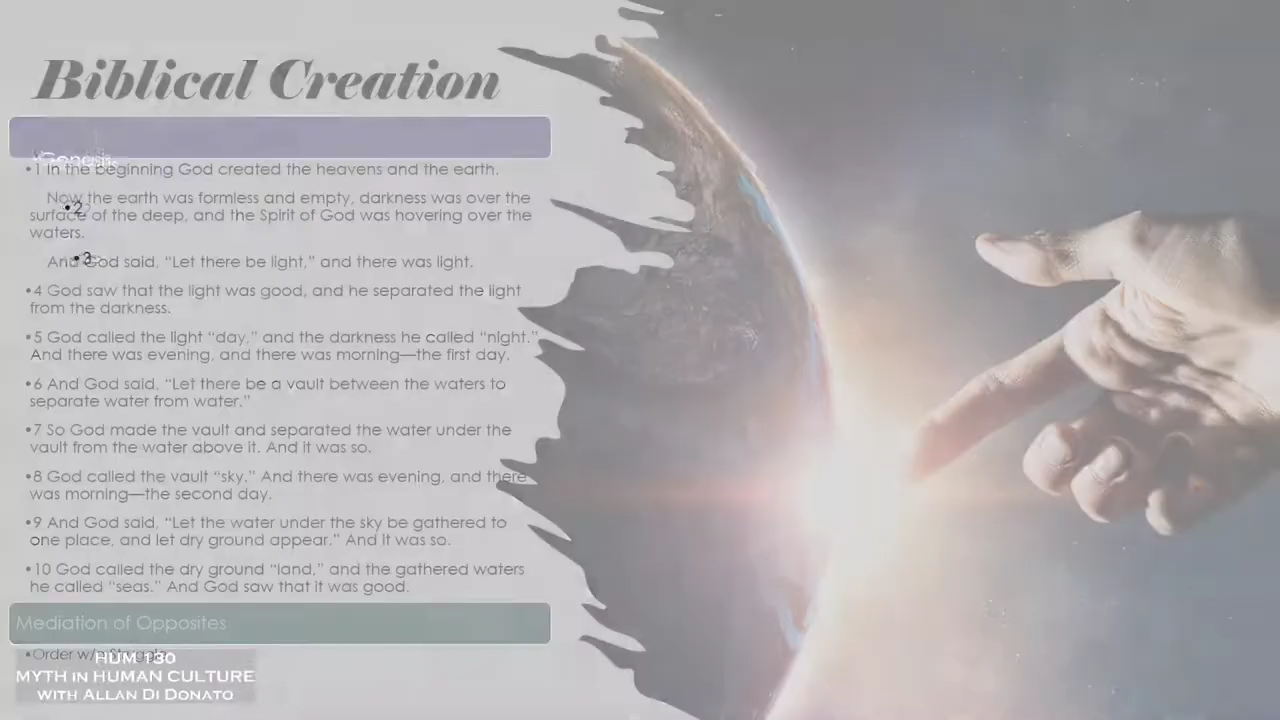 Biblical Creation
Genesis
•1 In the beginning God created the heavens and the earth.
•2 Now the earth was formless and empty, darkness was over the
surface of the deep, and the Spirit of God was hovering over the
waters.
•3 And God said, “Let there be light,” and there was light.
•4 God saw that the light was good, and he separated the light
from the darkness.
•5 God called the light “day,” and the darkness he called “night.”
And there was evening, and there was morning—the first day.
•6 And God said, “Let there be a vault between the waters to
separate water from water.”
•7 So God made the vault and separated the water under the
vault from the water above it. And it was so.
•8 God called the vault “sky.” And there was evening, and there
was morning—the second day.
•9 And God said, “Let the water under the sky be gathered to
one place, and let dry ground appear.” And it was so.
•10 God called the dry ground “land,” and the gathered waters
he called “seas.” And God saw that it was good.
Mediation of Opposites
•Order
HUM 130
MYTH IN HUMAN CULTURE
WITH ALLAN DI DONATO